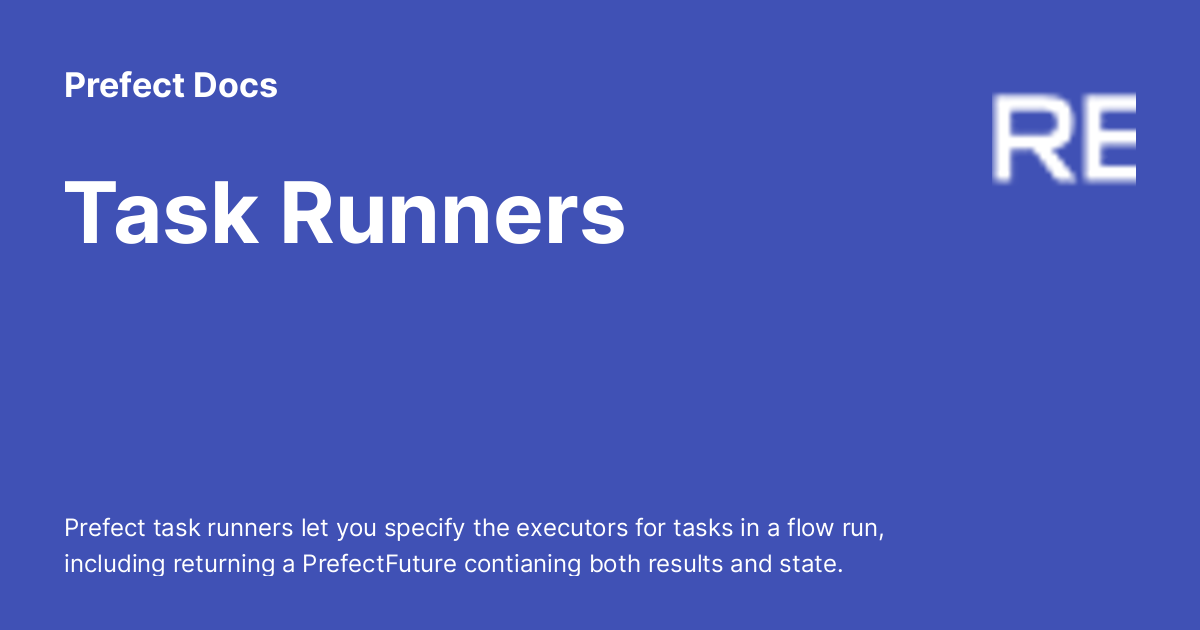 Prefect Docs
RE
Task Runners
Prefect task runners let you specify the executors for tasks in a flow run,
including returning a PrefectFuture contianing both results and state.